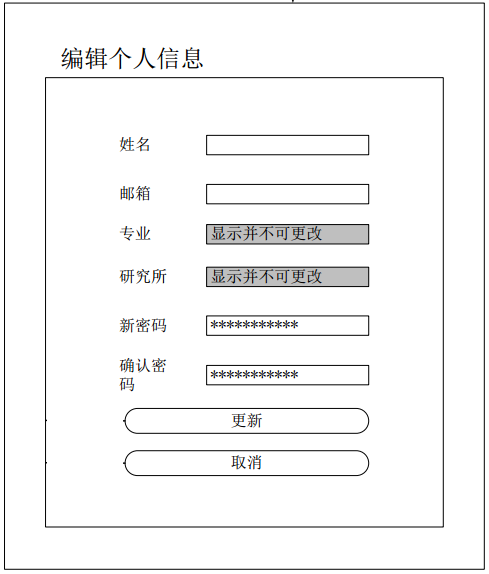 编辑个人信息
姓名
邮箱
专业 显示并不可更改
研究所 显示并不可更改
新密码 ***********
确认密
码 ***********
更新
取消